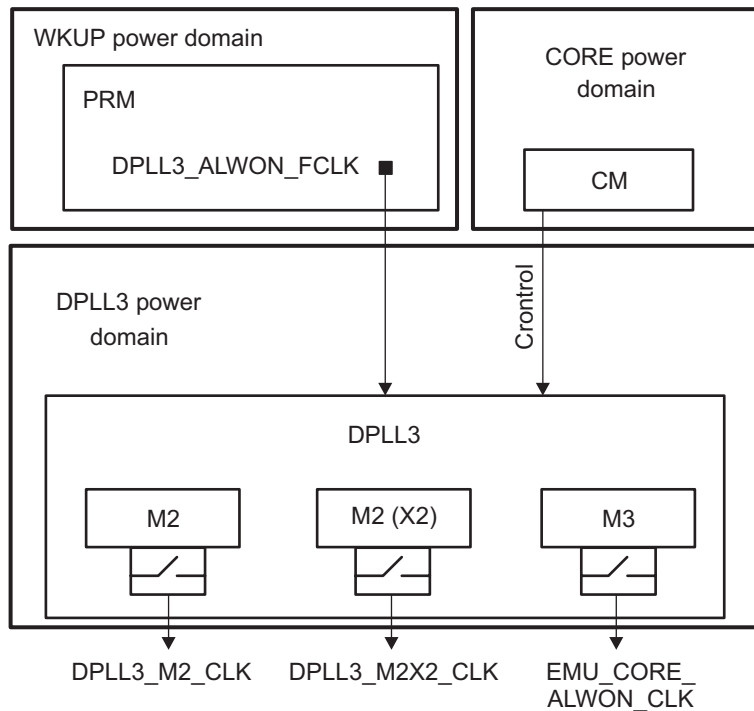 WKUP power domain
PRM
DPLL3_ALWON_FCLK
CORE power
domain
CM
DPLL3 power
domain
Crontrol
DPLL3
M2
M2 (X2)
M3
DPLL3_M2_CLK
DPLL3_M2X2_CLK
EMU_CORE_
ALWON_CLK